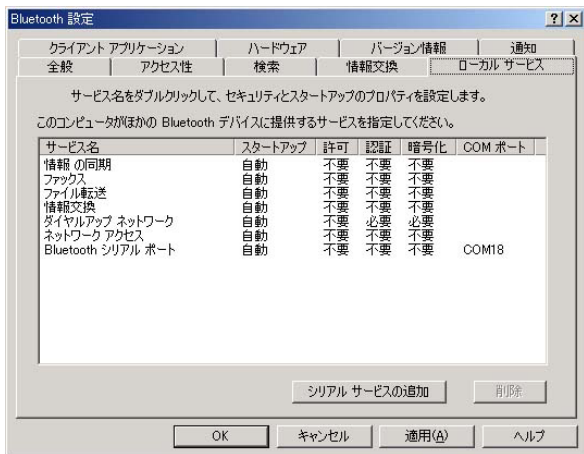 Bluetooth 設定
クライアント アプリケーション ハードウェア バージョン情報 通知
全般 アクセス性 検索 情報交換 ローカル サービス
サービス名をダブルクリックして、セキュリティとスタートアップのプロパティを設定します。
このコンピュータがほかの Bluetooth デバイスに提供するサービスを指定してください。
サービス名 スタートアップ 許可 認証 暗号化 COM ポート
情報 の同期 自動 不要 不要 不要
ファックス 自動 不要 不要 不要
ファイル転送 自動 不要 不要 不要
情報交換 自動 不要 不要 不要
ダイヤルアップ ネットワーク 自動 不要 必要 必要
ネットワーク アクセス 自動 不要 不要 不要
Bluetooth シリアル ポート 自動 不要 不要 不要 COM18
シリアル サービスの追加 削除
OK キャンセル 適用(A) ヘルプ